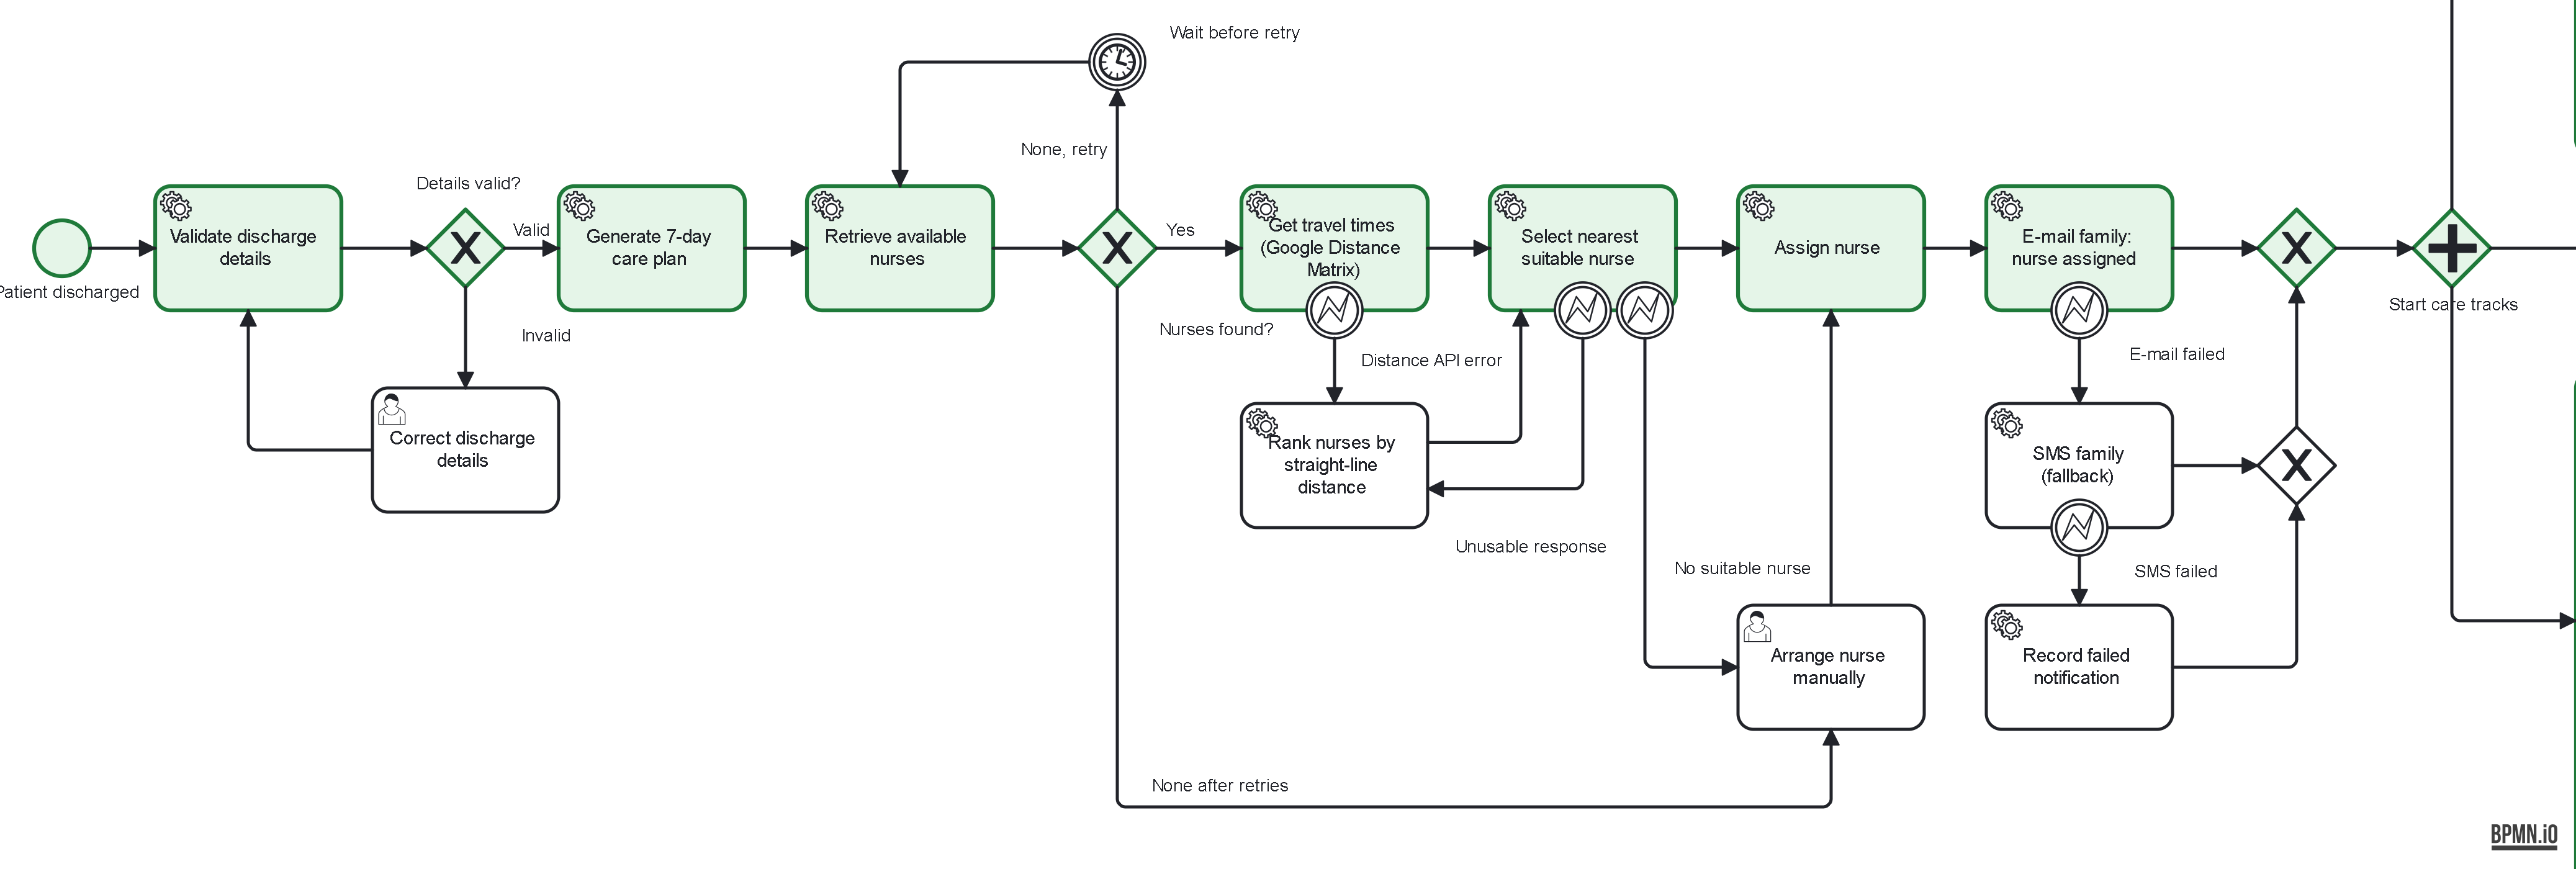 Wait before retry
None, retry
Details valid?
Patient discharged
Validate discharge
details
Valid
Invalid
Correct discharge
details
Generate 7-day
care plan
Retrieve available
nurses
Yes
Nurses found?
Get travel times
(Google Distance
Matrix)
Distance API error
Rank nurses by
straight-line
distance
Select nearest
suitable nurse
Unusable response
No suitable nurse
Assign nurse
Arrange nurse
manually
None after retries
E-mail family:
nurse assigned
E-mail failed
SMS family
(fallback)
SMS failed
Record failed
notification
Start care tracks
BPMN.iO